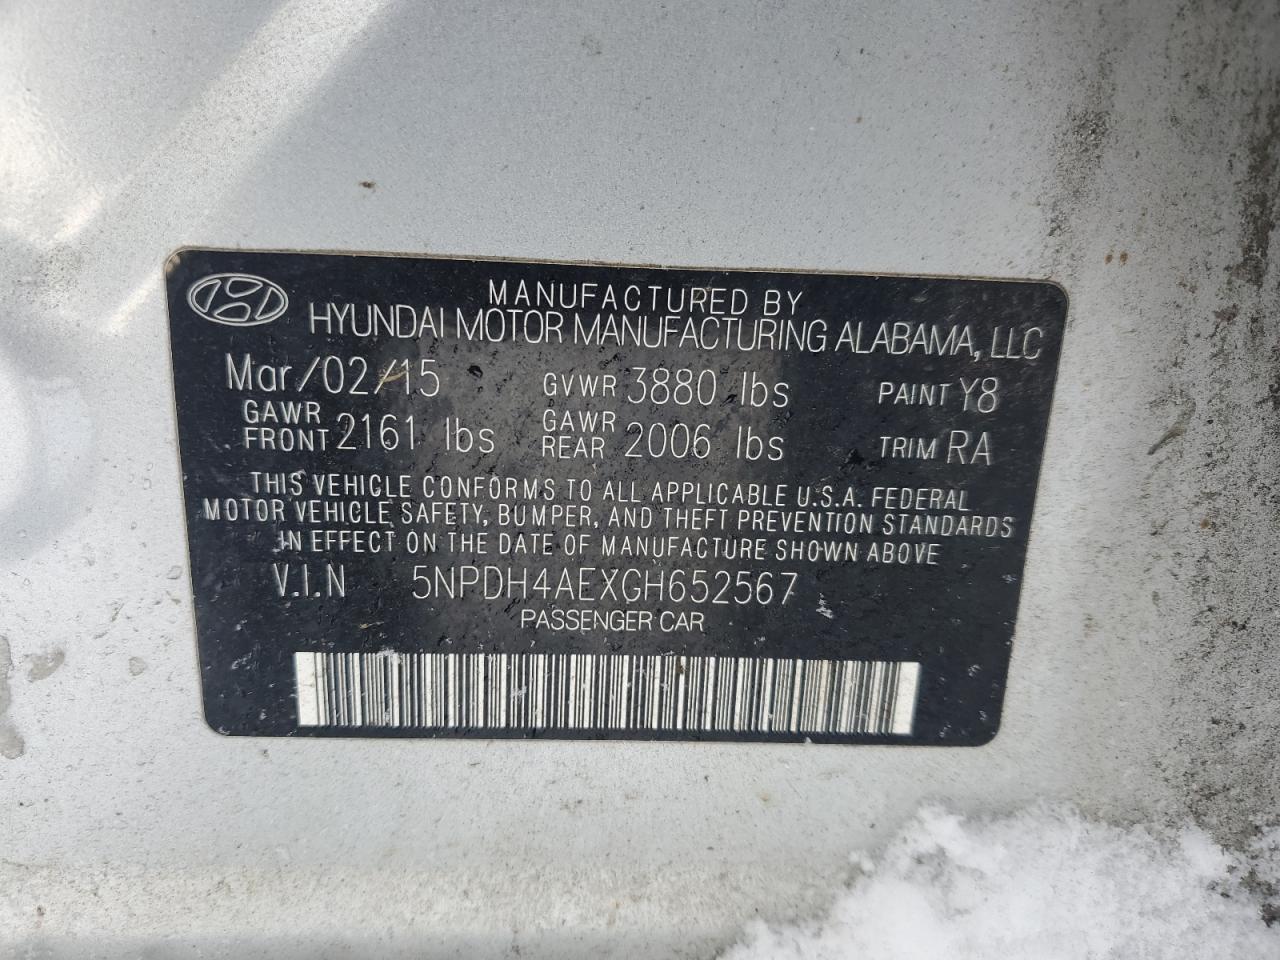 MANUFACTURED BY
HYUNDAI MOTOR MANUFACTURING ALABAMA, LLC
Mar/02/15 GVWR 3880 lbs PAINT Y8
GAWR FRONT 2161 lbs GAWR REAR 2006 lbs TRIM RA
THIS VEHICLE CONFORMS TO ALL APPLICABLE U.S.A. FEDERAL
MOTOR VEHICLE SAFETY, BUMPER, AND THEFT PREVENTION STANDARDS
IN EFFECT ON THE DATE OF MANUFACTURE SHOWN ABOVE
V.I.N 5NPDH4AEXGH652567
PASSENGER CAR